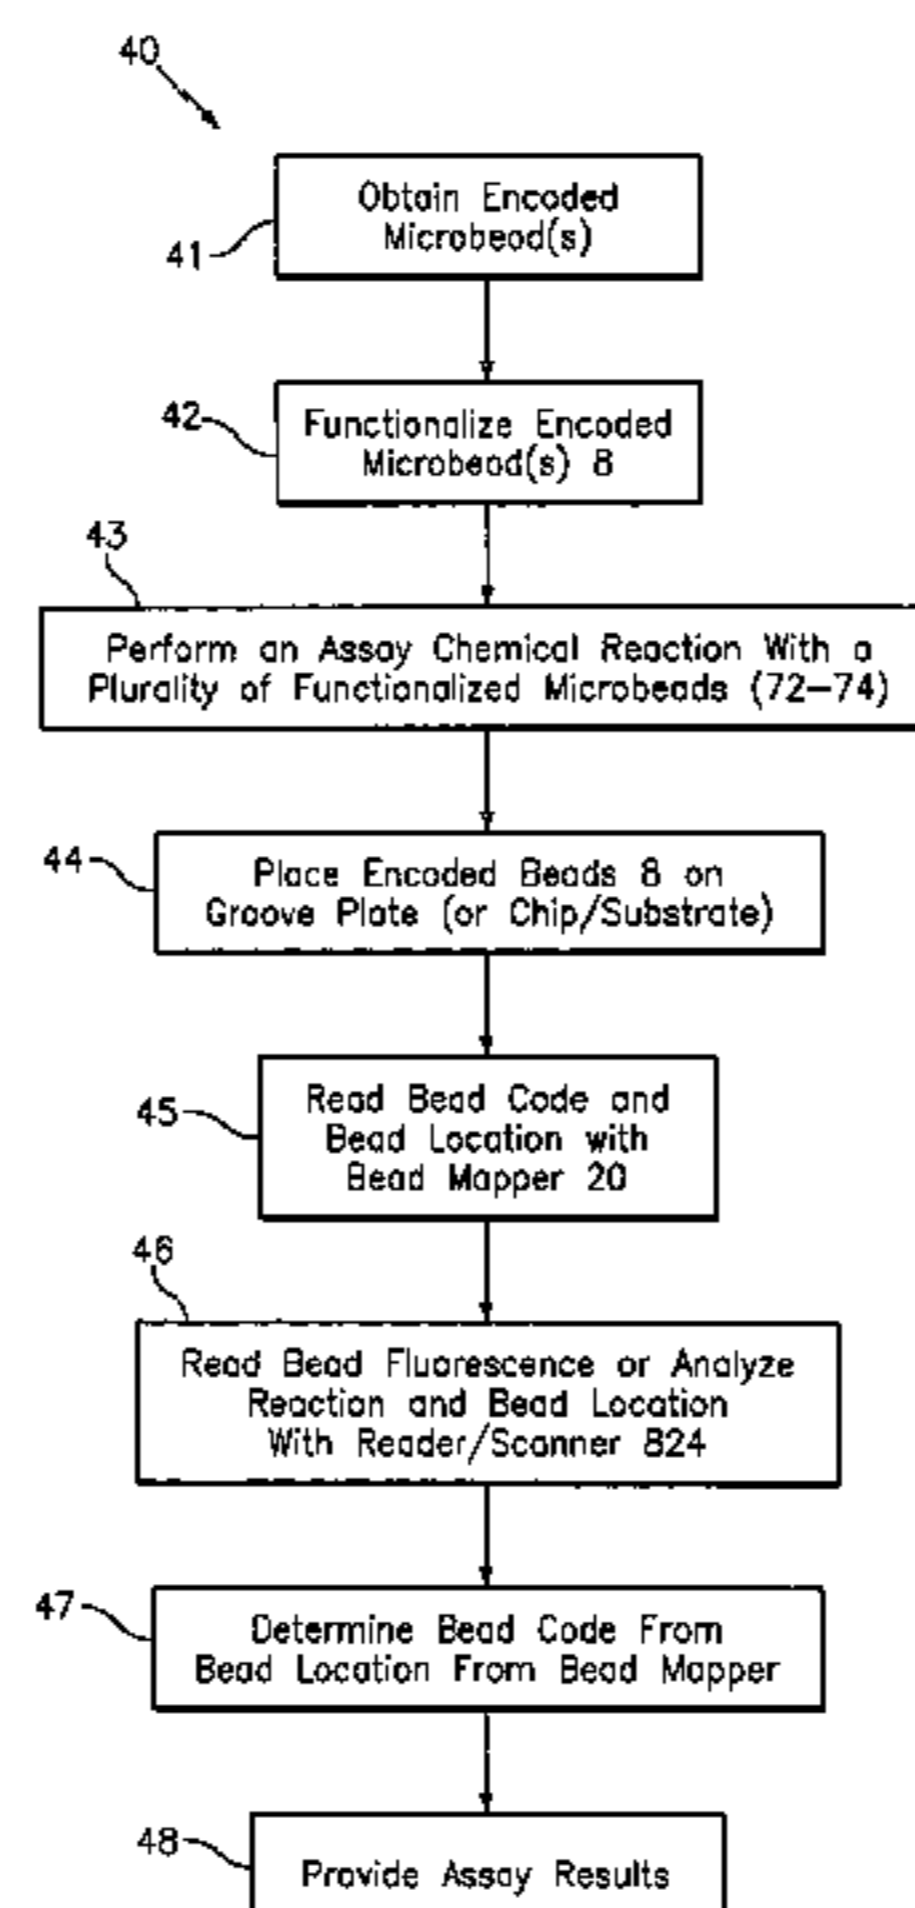 40
Obtain Encoded
Microbead(s)
41
42
Functionalize Encoded
Microbead(s) 8
43
Perform an Assay Chemical Reaction With a
Plurality of Functionalized Microbeads (72–74)
44
Place Encoded Beads 8 on
Groove Plate (or Chip/Substrate)
45
Read Bead Code and
Bead Location with
Bead Mapper 20
46
Read Bead Fluorescence or Analyze
Reaction and Bead Location
With Reader/Scanner 824
47
Determine Bead Code From
Bead Location From Bead Mapper
48
Provide Assay Results